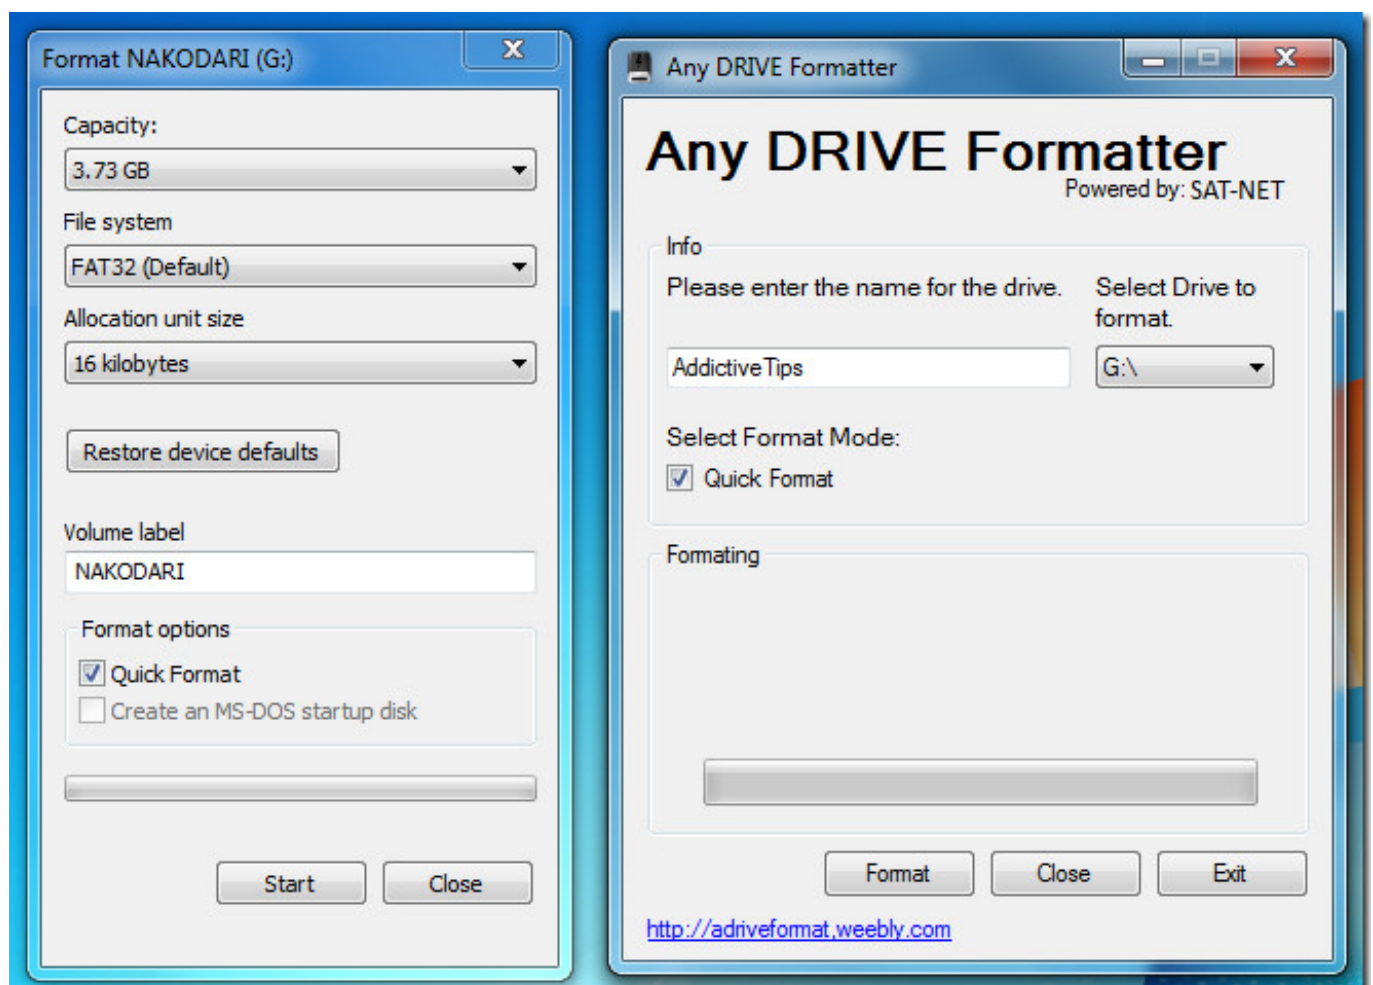 Format NAKODARI (G:)
Capacity:
3.73 GB
File system
FAT32 (Default)
Allocation unit size
16 kilobytes
Restore device defaults
Volume label
NAKODARI
Format options
Quick Format
Create an MS-DOS startup disk
Start
Close
Any DRIVE Formatter
Any DRIVE Formatter
Powered by: SAT-NET
Info
Please enter the name for the drive.
Select Drive to
format.
AddictiveTips
G:\
Select Format Mode:
Quick Format
Formating
Format
Close
Exit
http://adriveformat,weebly.com